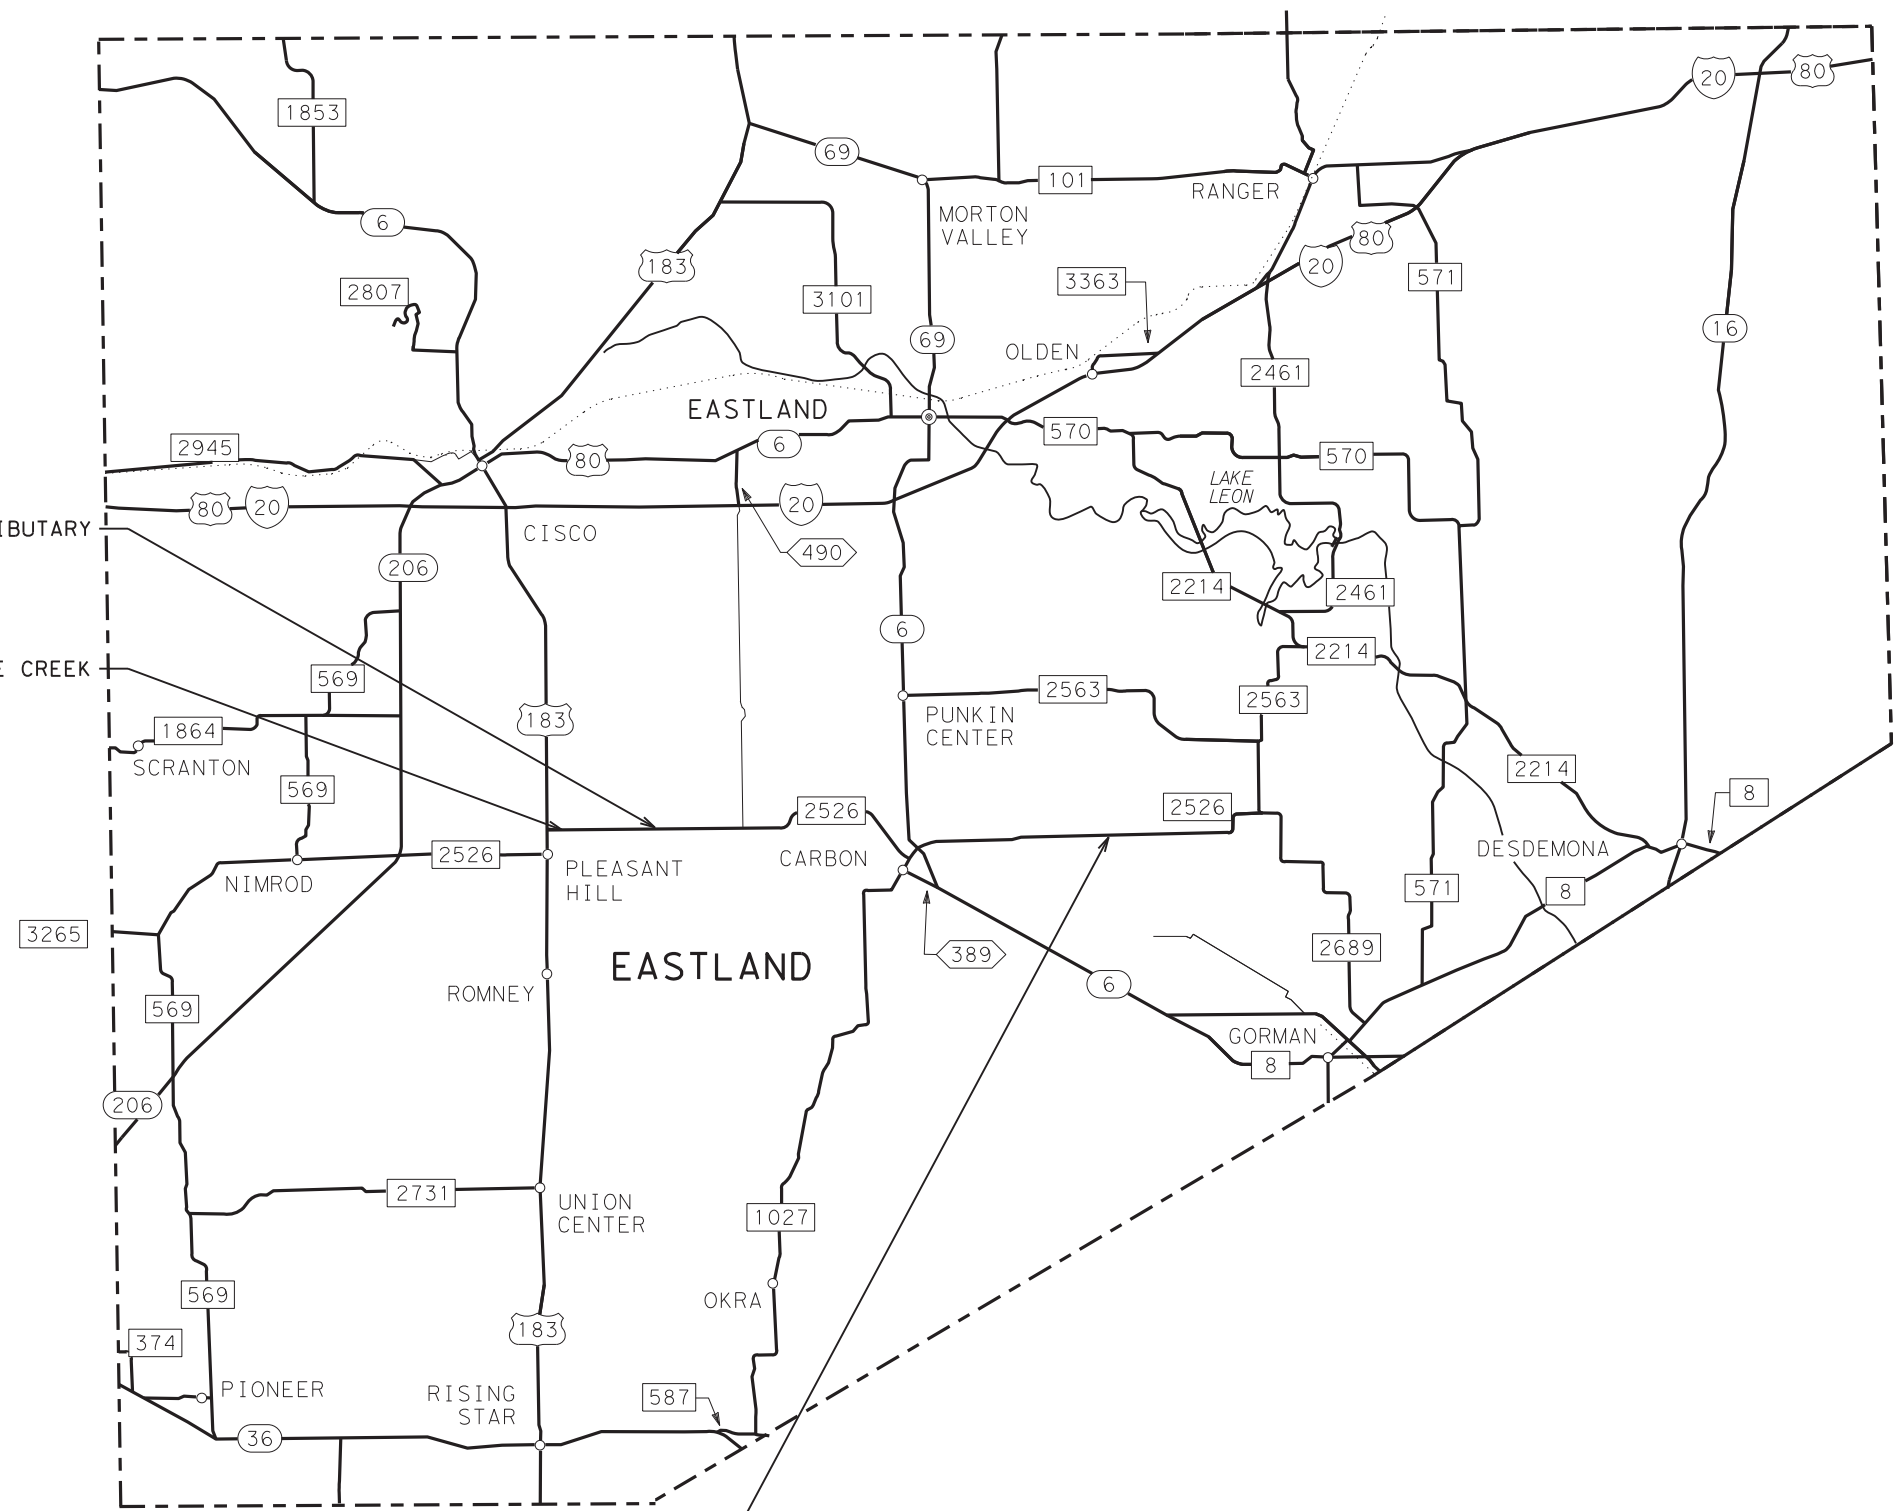 20
80
1853
69
6
101
RANGER
MORTON
VALLEY
80
183
20
2807
3363
571
3101
16
69
OLDEN
2461
EASTLAND
570
6
2945
80
570
LAKE
LEON
20
80
20
IBUTARY
CISCO
490
206
2214
2461
6
2214
CREEK
569
2563
2563
183
PUNKIN
CENTER
1864
SCRANTON
2214
569
8
2526
2526
DESDEMONA
2526
CARBON
PLEASANT
HILL
NIMROD
571
8
3265
2689
389
EASTLAND
ROMNEY
6
569
GORMAN
8
206
2731
UNION
CENTER
1027
569
OKRA
183
374
PIONEER
RISING
STAR
587
36